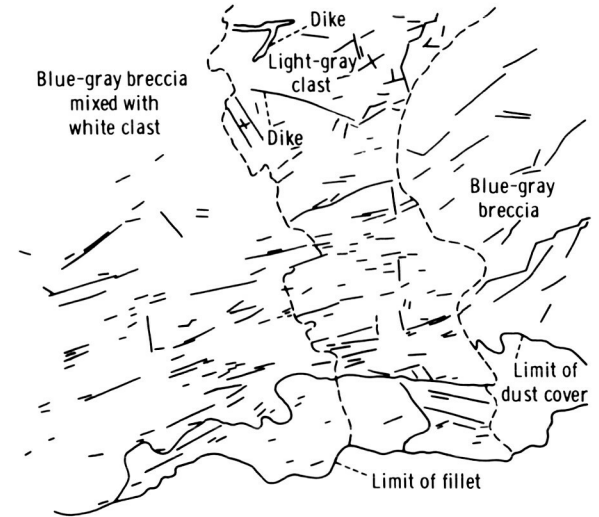 Dike
Light-gray
clast
Blue-gray breccia
mixed with
white clast
Dike
Blue-gray
breccia
Limit of
dust cover
Limit of fillet